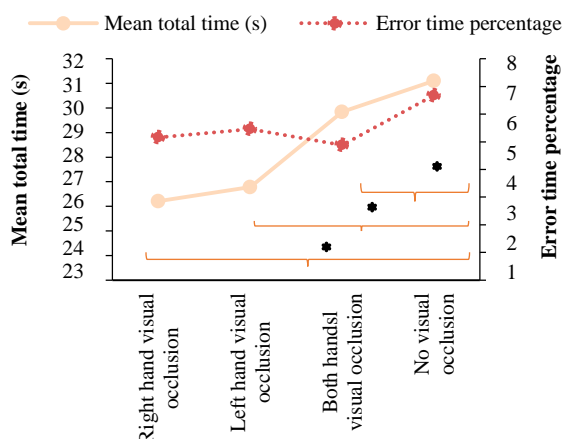 Mean total time (s)
Error time percentage
Mean total time (s)
32
31
30
29
28
27
26
25
24
23
8
7
6
5
4
3
2
1
Error time percentage
Right hand visual
occlusion
Left hand visual
occlusion
Both handsl
visual occlusion
No visual
occlusion